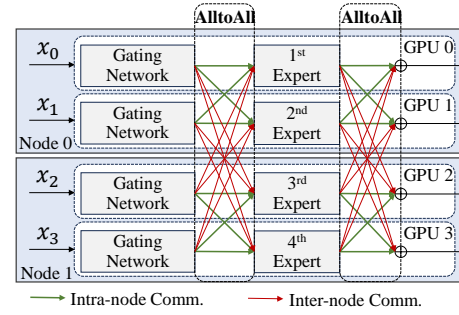 AlltoAll AlltoAll
x₀ Gating Network 1ˢᵗ Expert GPU 0
x₁ Gating Network 2ⁿᵈ Expert GPU 1
Node 0
x₂ Gating Network 3ʳᵈ Expert GPU 2
x₃ Gating Network 4ᵗʰ Expert GPU 3
Node 1
Intra-node Comm. Inter-node Comm.